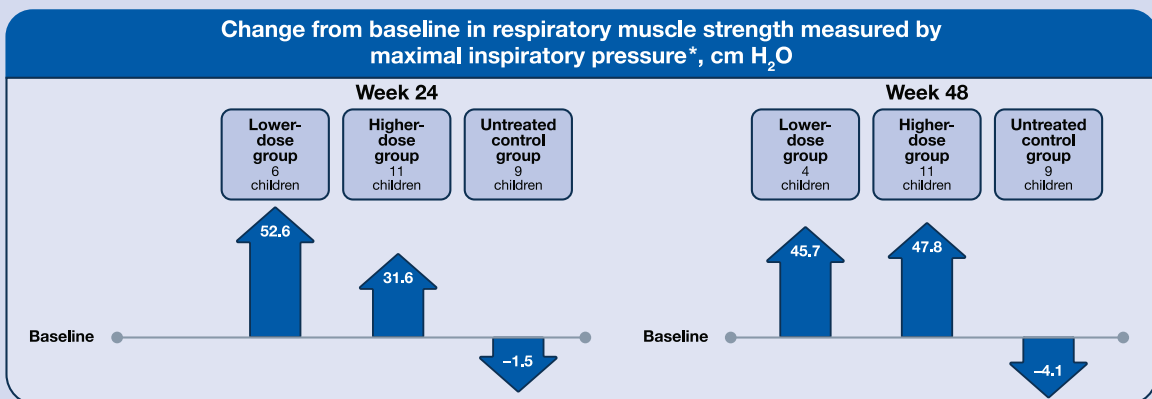 Change from baseline in respiratory muscle strength measured by
maximal inspiratory pressure*, cm H₂O
Week 24
Lower-
dose
group
6
children
Higher-
dose
group
11
children
Untreated
control
group
9
children
52.6
31.6
Baseline
–1.5
Week 48
Lower-
dose
group
4
children
Higher-
dose
group
11
children
Untreated
control
group
9
children
45.7
47.8
Baseline
–4.1